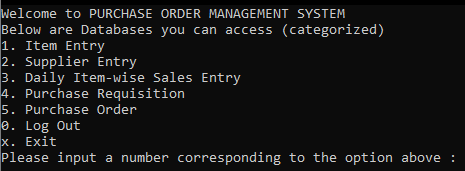 Welcome to PURCHASE ORDER MANAGEMENT SYSTEM
Below are Databases you can access (categorized)
1. Item Entry
2. Supplier Entry
3. Daily Item-wise Sales Entry
4. Purchase Requisition
5. Purchase Order
0. Log Out
x. Exit
Please input a number corresponding to the option above :